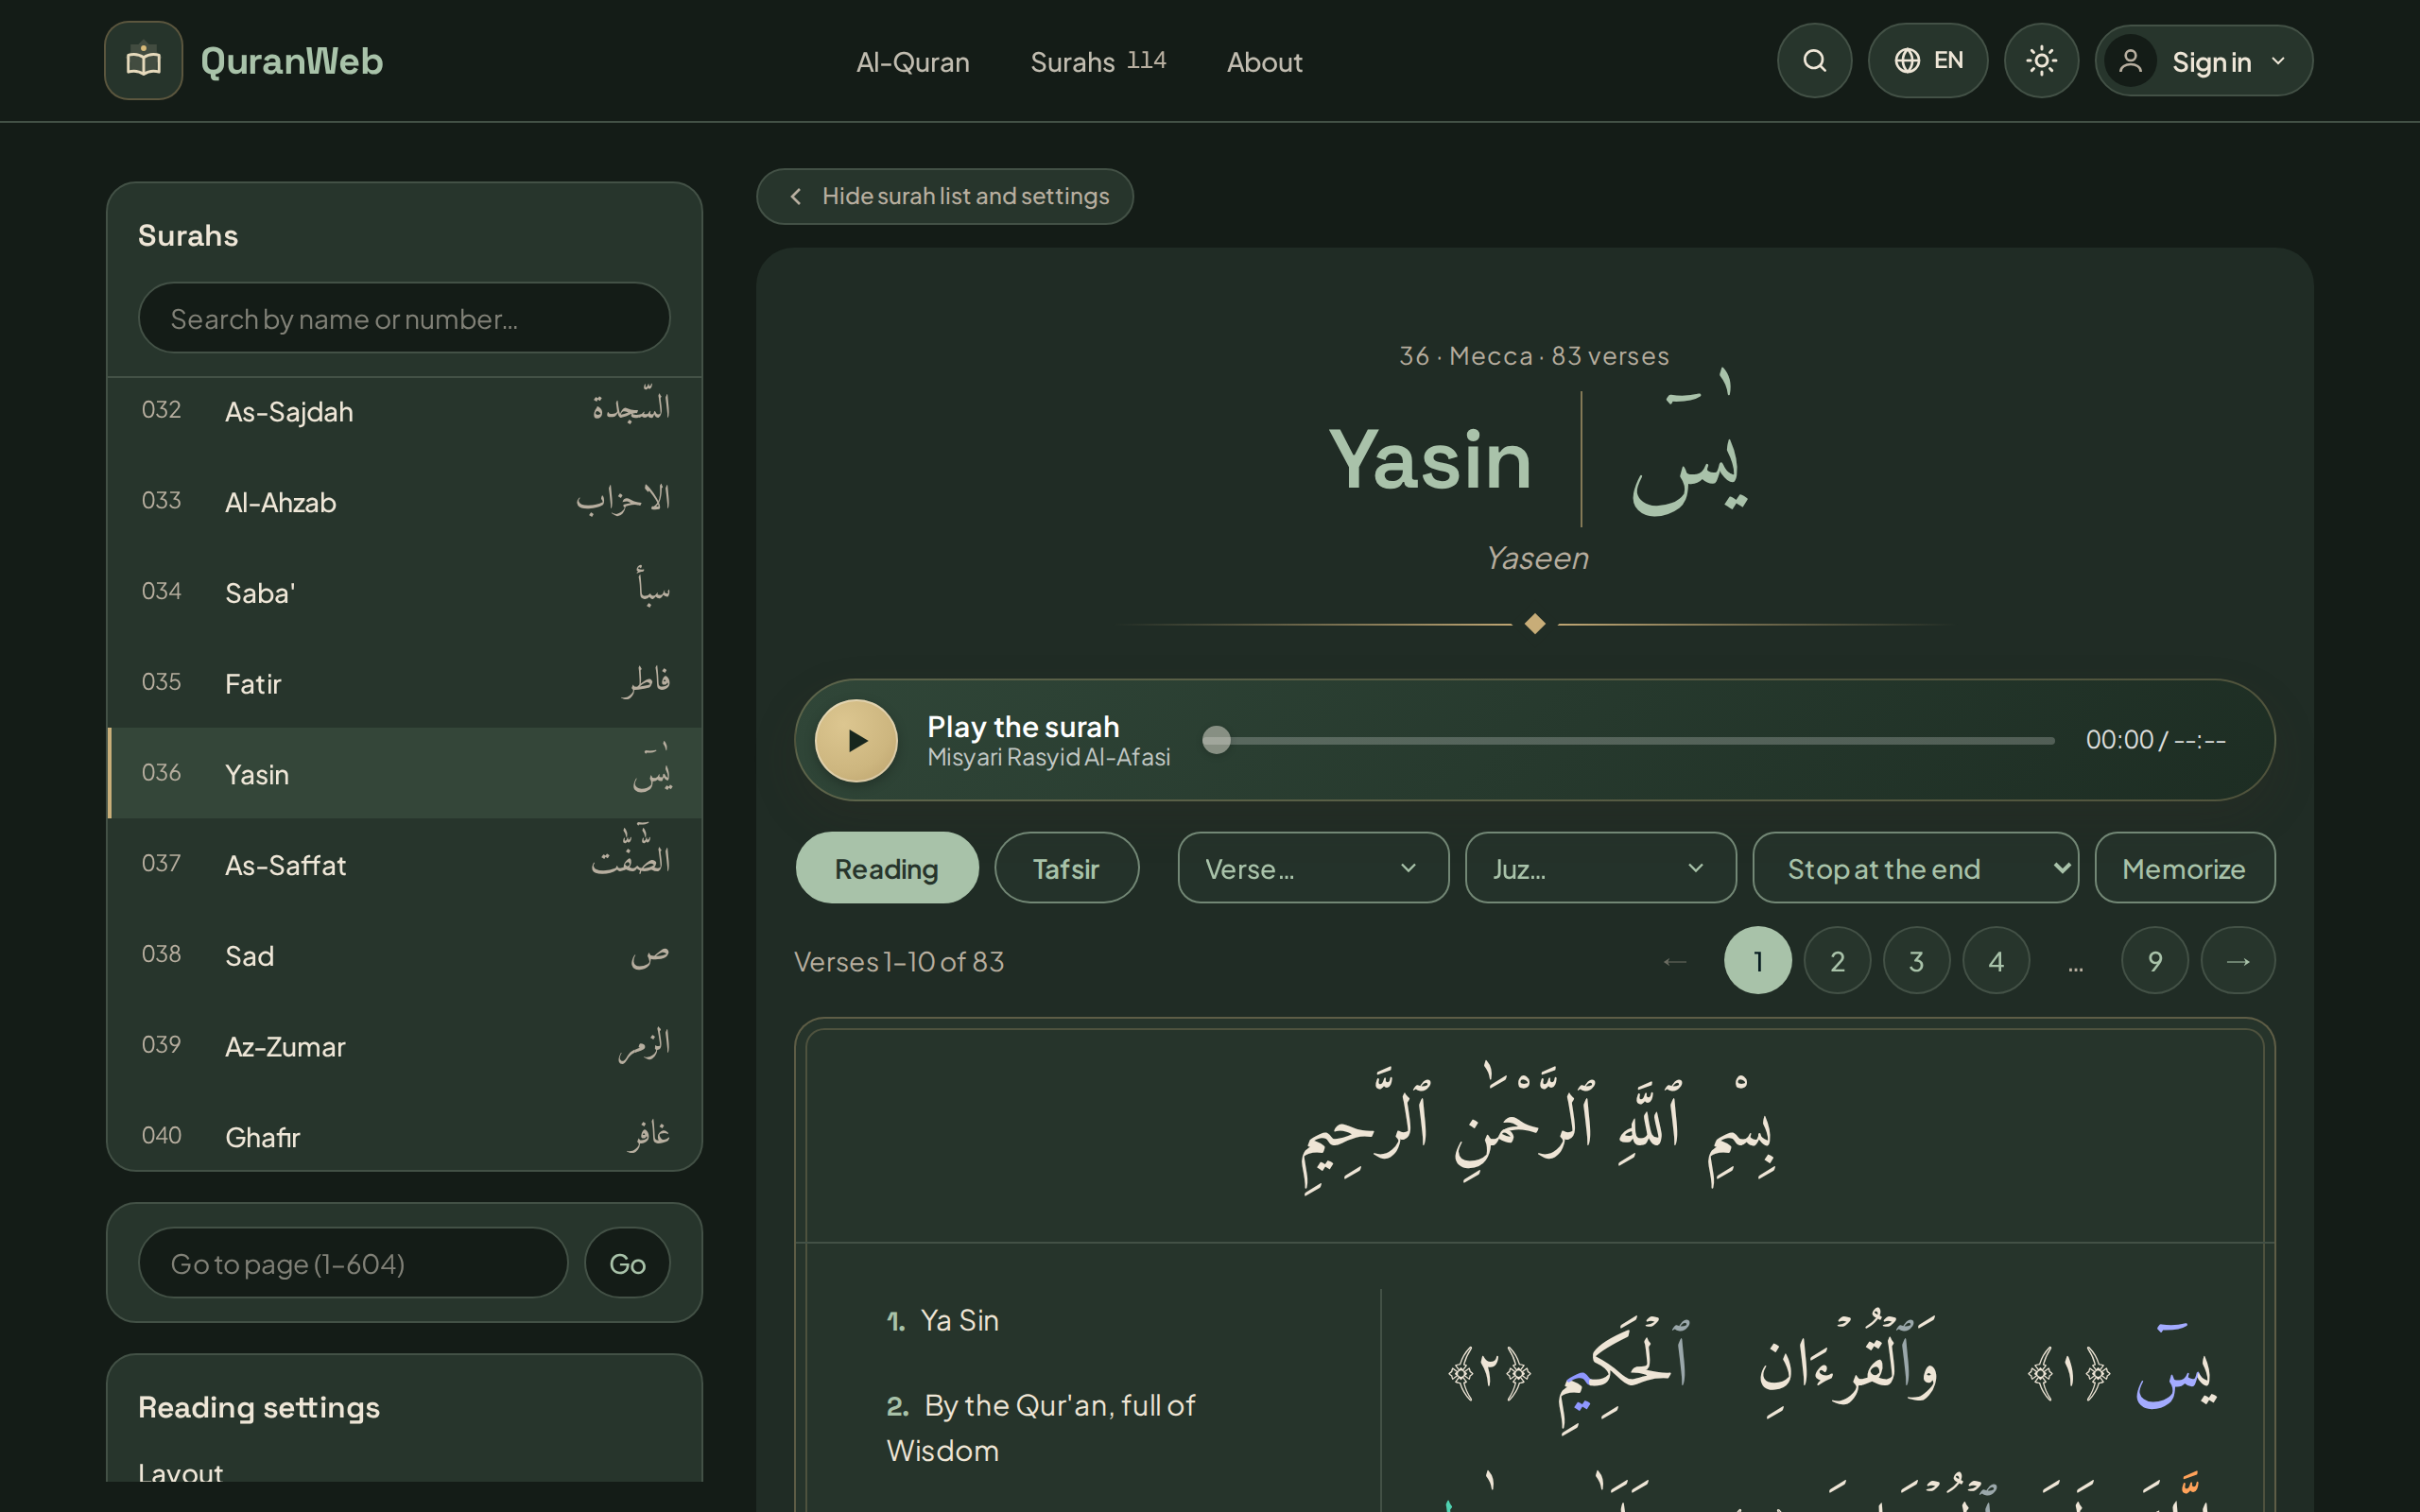 QuranWeb
Al-Quran
Surahs 114
About
EN
Sign in
Surahs
Search by name or number...
032 As-Sajdah السّجدة
033 Al-Ahzab الاحزاب
034 Saba' سبأ
035 Fatir فاطر
036 Yasin يٰسۤ
037 As-Saffat الصّٰۤفّٰت
038 Sad ص
039 Az-Zumar الزمر
040 Ghafir غافر
Go to page (1-604)
Go
Reading settings
Layout
Hide surah list and settings
36 · Mecca · 83 verses
Yasin
يٰسۤ
Yaseen
Play the surah
Misyari Rasyid Al-Afasi
00:00 / --:--
Reading
Tafsir
Verse...
Juz...
Stop at the end
Memorize
Verses 1–10 of 83
← 1 2 3 4 ... 9 →
بِسْمِ ٱللَّهِ ٱلرَّحْمَٰنِ ٱلرَّحِيمِ
1. Ya Sin
2. By the Qur'an, full of
Wisdom
يسٓ ﴿١﴾ وَٱلْقُرْءَانِ ٱلْحَكِيمِ ﴿٢﴾